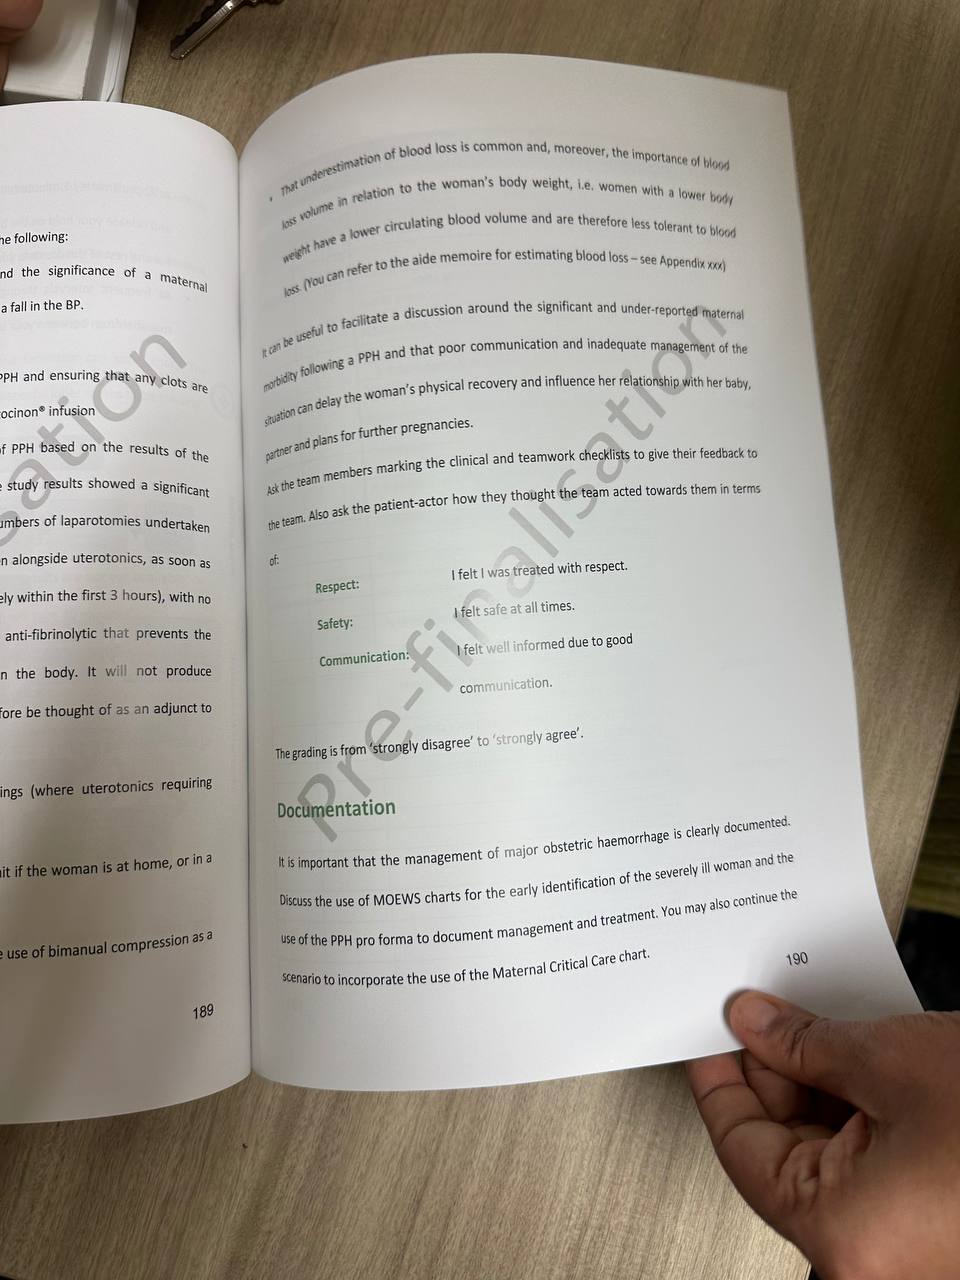 he following:
nd the significance of a maternal
a fall in the BP.
PPH and ensuring that any clots are
ocinon® infusion
of PPH based on the results of the
e study results showed a significant
umbers of laparotomies undertaken
n alongside uterotonics, as soon as
ely within the first 3 hours), with no
anti-fibrinolytic that prevents the
n the body. It will not produce
fore be thought of as an adjunct to
ings (where uterotonics requiring
it if the woman is at home, or in a
e use of bimanual compression as a
189
sation
• That underestimation of blood loss is common and, moreover, the importance of blood
loss volume in relation to the woman's body weight, i.e. women with a lower body
weight have a lower circulating blood volume and are therefore less tolerant to blood
loss. (You can refer to the aide memoire for estimating blood loss – see Appendix xxx)
It can be useful to facilitate a discussion around the significant and under-reported maternal
morbidity following a PPH and that poor communication and inadequate management of the
situation can delay the woman's physical recovery and influence her relationship with her baby,
partner and plans for further pregnancies.
Ask the team members marking the clinical and teamwork checklists to give their feedback to
the team. Also ask the patient-actor how they thought the team acted towards them in terms
of:
Respect: I felt I was treated with respect.
Safety: I felt safe at all times.
Communication: I felt well informed due to good
communication.
The grading is from 'strongly disagree' to 'strongly agree'.
Documentation
It is important that the management of major obstetric haemorrhage is clearly documented.
Discuss the use of MOEWS charts for the early identification of the severely ill woman and the
use of the PPH pro forma to document management and treatment. You may also continue the
scenario to incorporate the use of the Maternal Critical Care chart.
190
Pre-finalisation